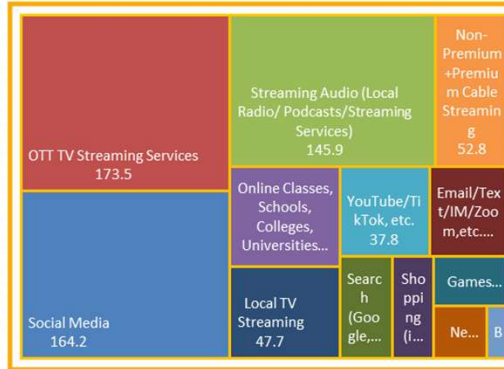 OTT TV Streaming Services
173.5
Social Media
164.2
Streaming Audio (Local
Radio/ Podcasts/Streaming
Services)
145.9
Non-
Premium
+Premiu
m Cable
Streamin
g
52.8
Online Classes,
Schools,
Colleges,
Universities...
YouTube/Ti
kTok, etc.
37.8
Email/Tex
t/IM/Zoo
m,etc....
Local TV
Streaming
47.7
Searc
h
(Goo
gle,...
Sho
ppin
g
(i...
Games...
Ne...
B